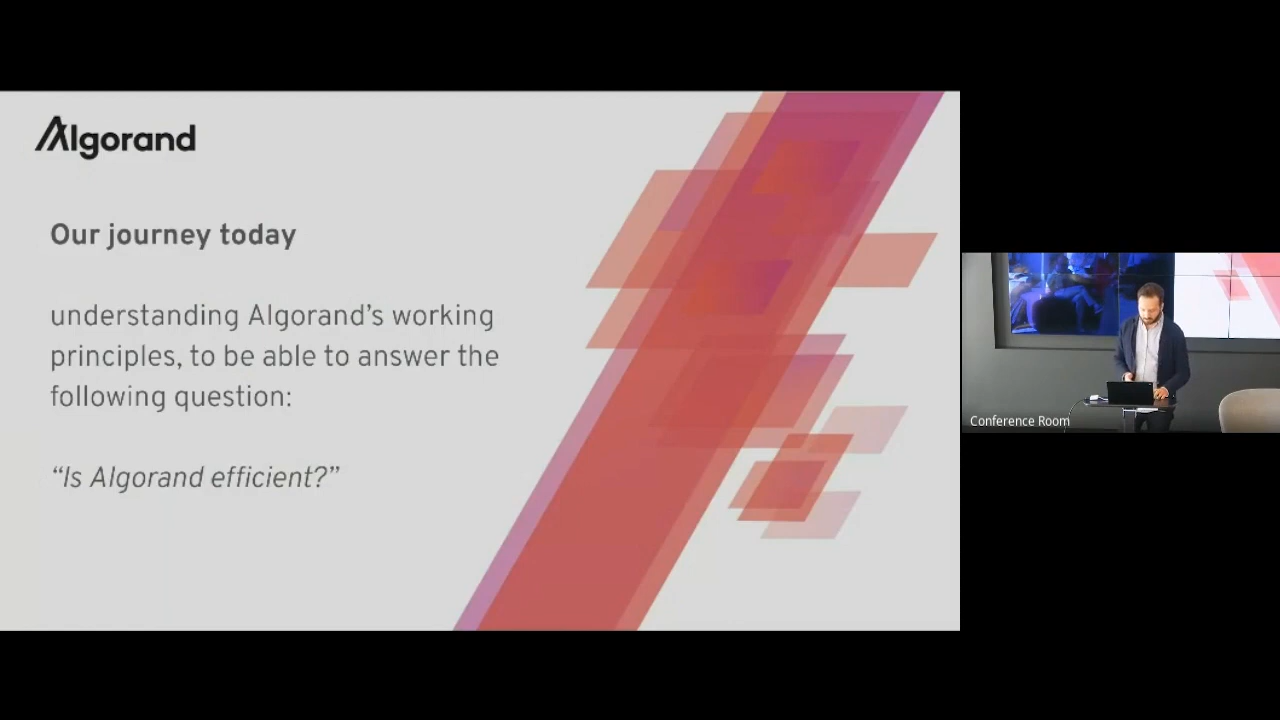 Algorand
Our journey today
understanding Algorand’s working
principles, to be able to answer the
following question:
“Is Algorand efficient?”
Conference Room